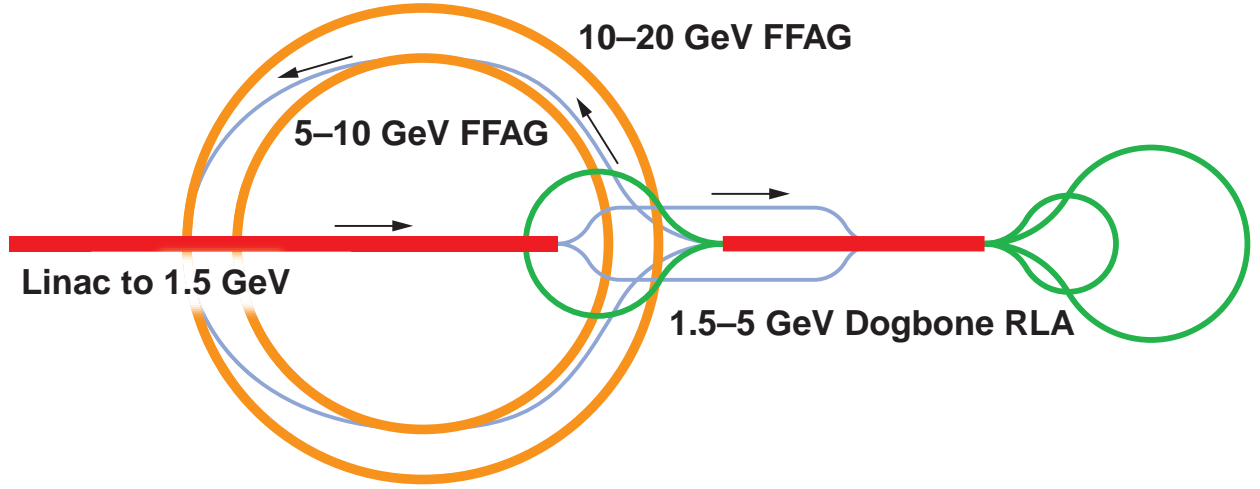 10–20 GeV FFAG
5–10 GeV FFAG
Linac to 1.5 GeV
1.5–5 GeV Dogbone RLA